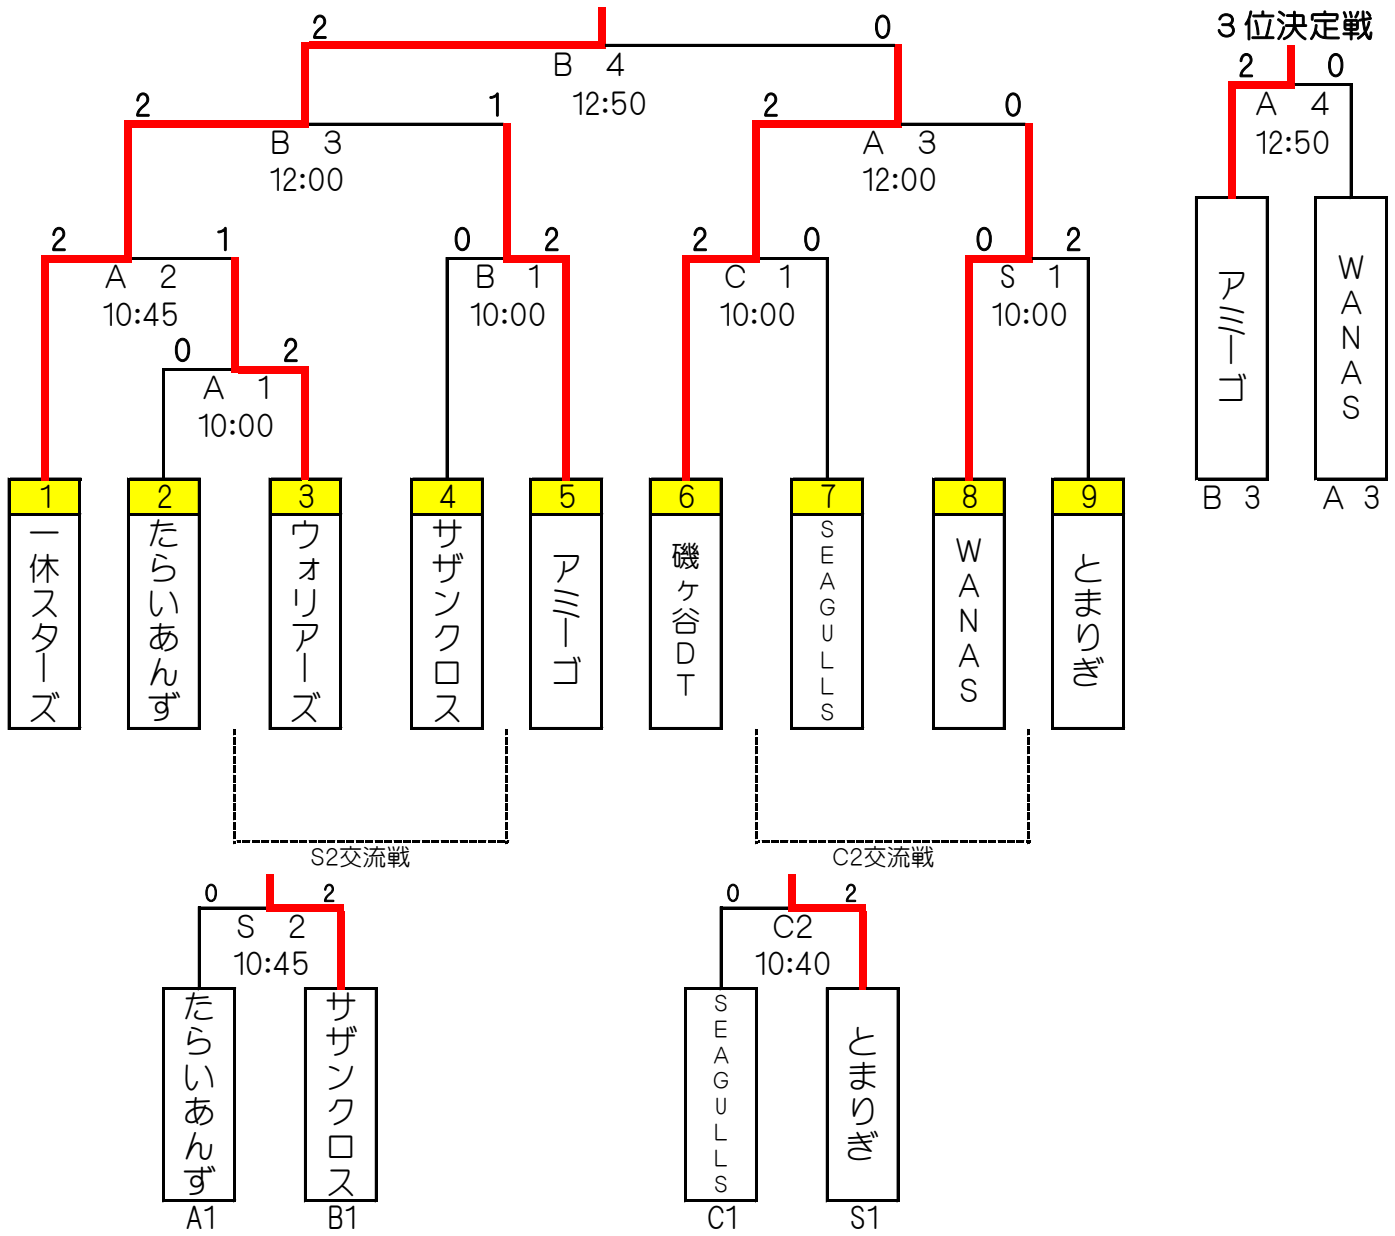 2 0 3位決定戦
B 4
12:50
2 0
A 4
12:50
2 1 2 0
B 3 A 3
12:00 12:00
2 1 0 2 2 0 0 2
A 2 B 1 C 1 S 1
10:45 10:00 10:00 10:00
0 2
A 1
10:00
アミーゴ
WANAS
B 3 A 3
1 2 3 4 5 6 7 8 9
一休スターズ
たらいあんず
ウォリアーズ
サザンクロス
アミーゴ
磯ヶ谷DT
SEAGULLS
WANAS
とまりぎ
S2交流戦 C2交流戦
0 2 0 2
S 2 C2
10:45 10:40
たらいあんず
サザンクロス
SEAGULLS
とまりぎ
A1 B1 C1 S1